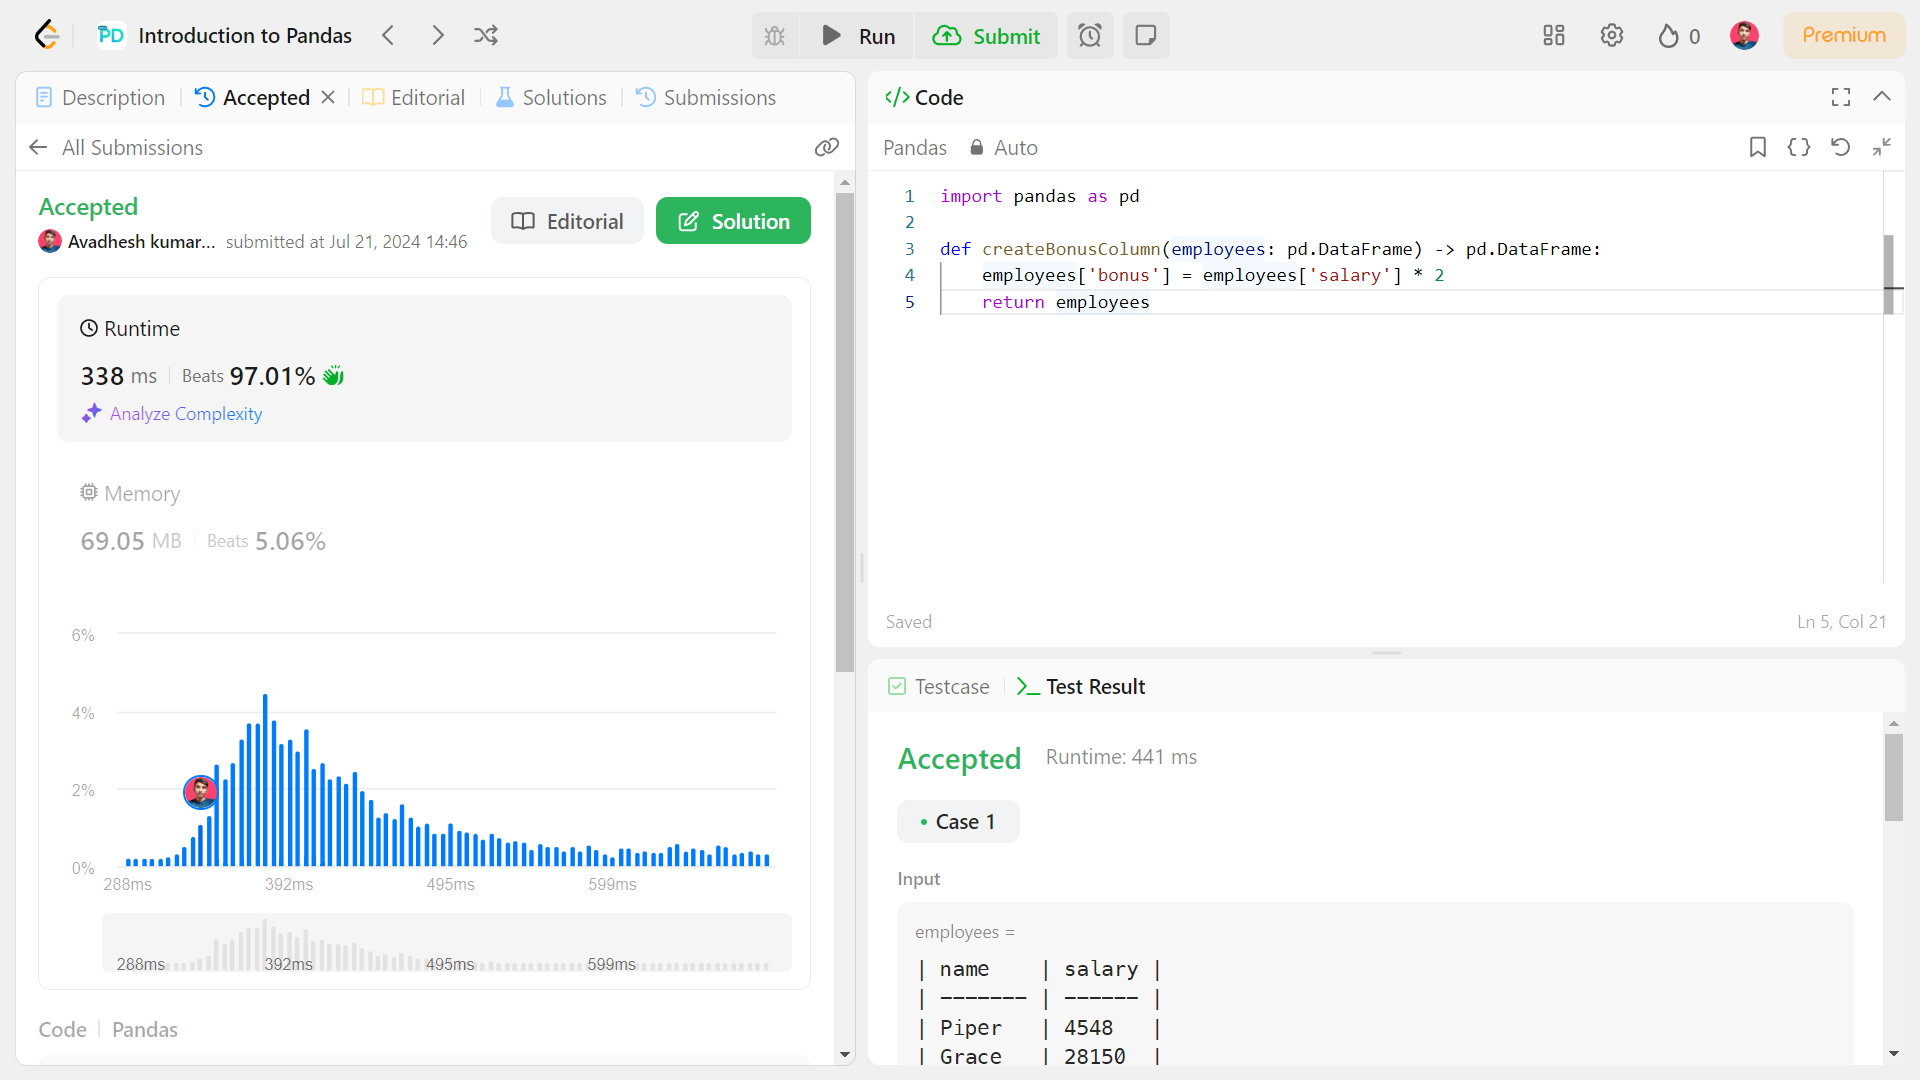 PD Introduction to Pandas
Run
Submit
0
Premium
Description
Accepted
Editorial
Solutions
Submissions
All Submissions
Accepted
Avadhesh kumar... submitted at Jul 21, 2024 14:46
Editorial
Solution
Runtime
338 ms Beats 97.01%
Analyze Complexity
Memory
69.05 MB Beats 5.06%
6%
4%
2%
0%
288ms 392ms 495ms 599ms
288ms 392ms 495ms 599ms
Code Pandas
</> Code
Pandas Auto
1 import pandas as pd
2
3 def createBonusColumn(employees: pd.DataFrame) -> pd.DataFrame:
4 employees['bonus'] = employees['salary'] * 2
5 return employees
Saved
Ln 5, Col 21
Testcase
>_ Test Result
Accepted Runtime: 441 ms
• Case 1
Input
employees =
| name | salary |
| ------- | ------ |
| Piper | 4548 |
| Grace | 28150 |